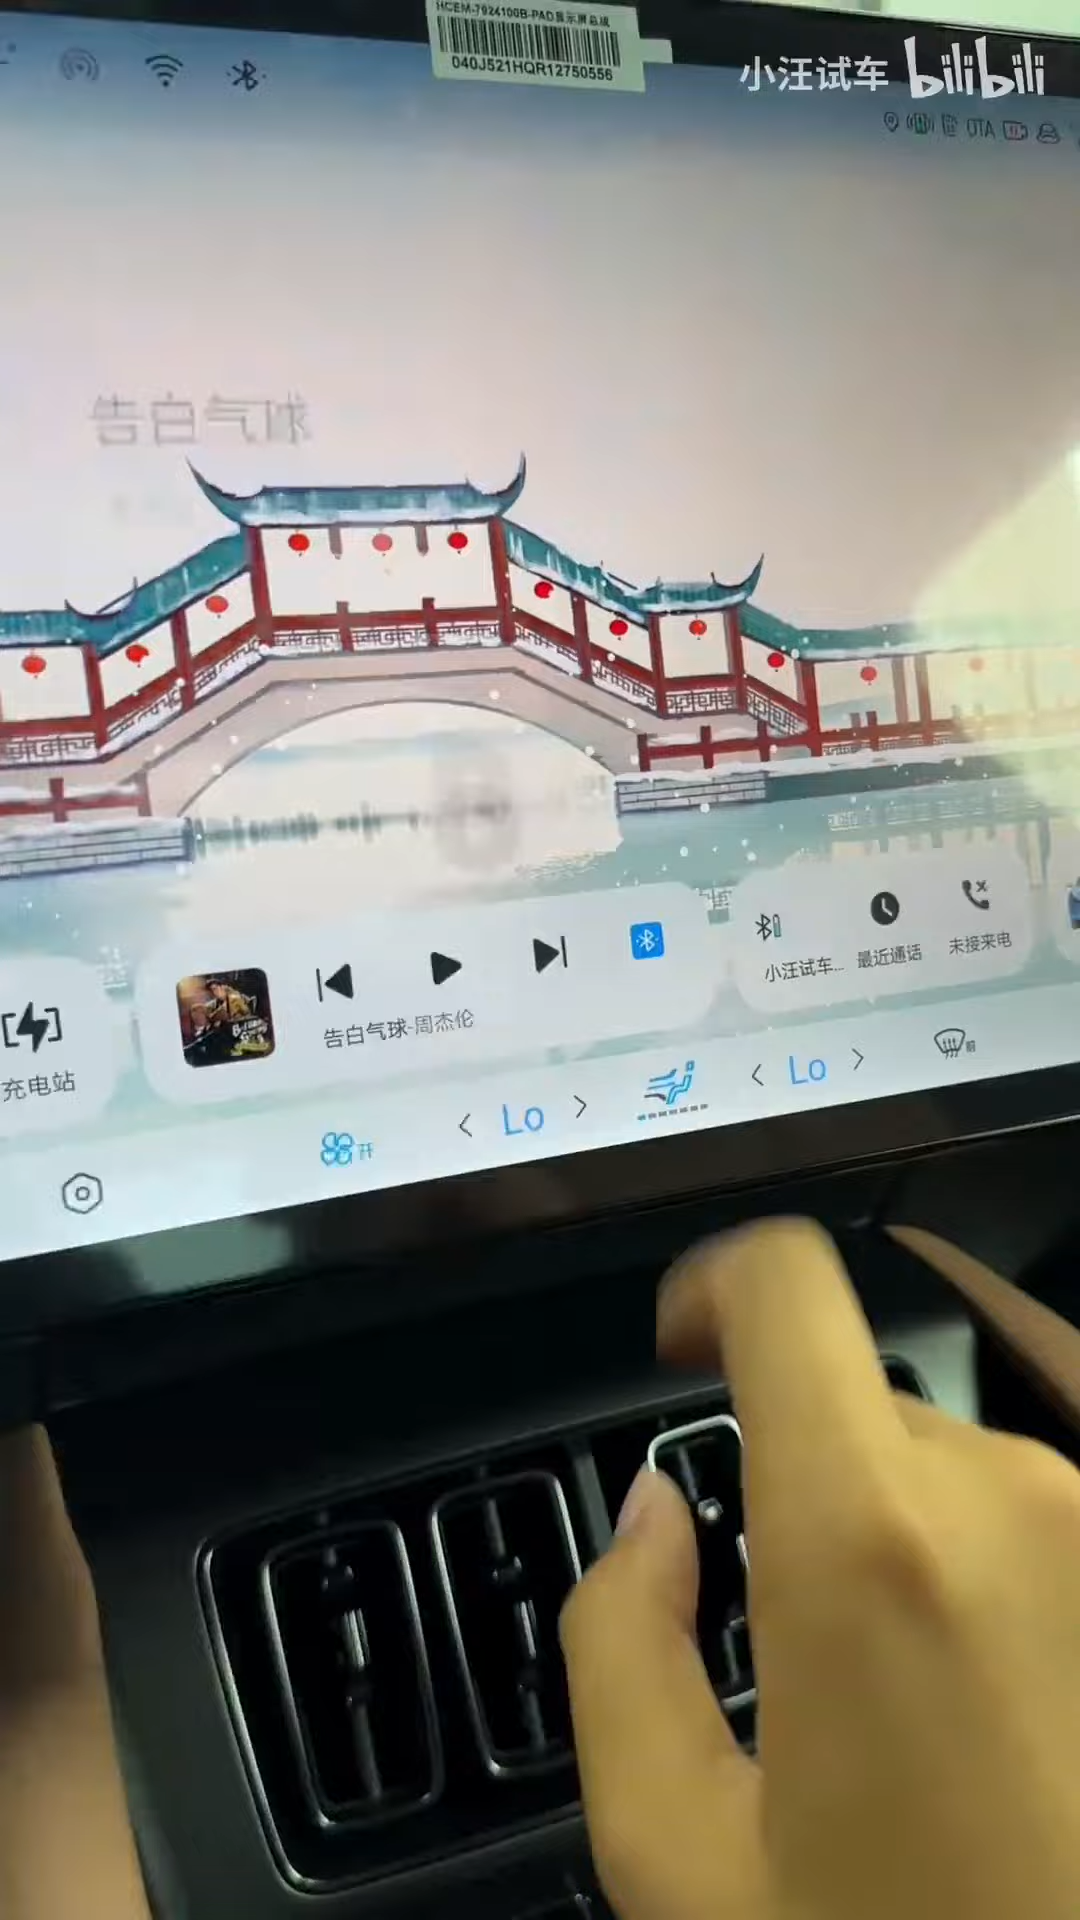 HCEM-7924100B-PAD显示屏总成
040J521HQR12750556
小汪试车 bilibili
OTA
告白气球
告白气球-周杰伦
小汪试车...
最近通话
未接来电
充电站
开
Lo
Lo
前